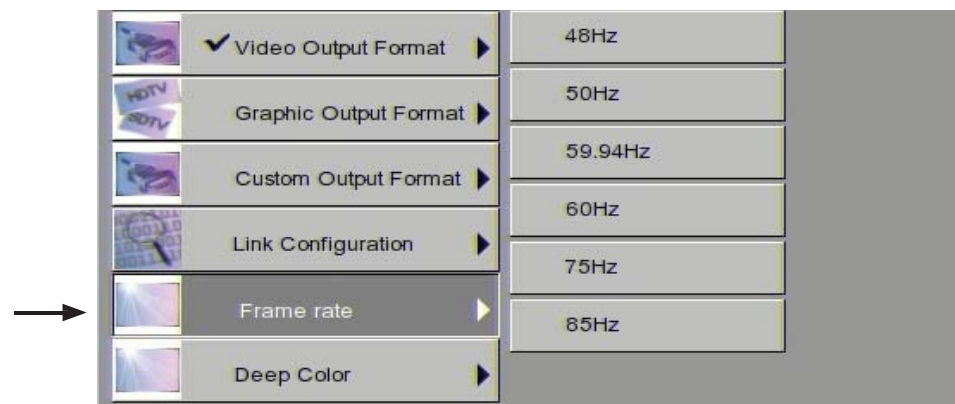 Video Output Format
Graphic Output Format
Custom Output Format
Link Configuration
Frame rate
Deep Color
48Hz
50Hz
59.94Hz
60Hz
75Hz
85Hz
HDTV
SDTV